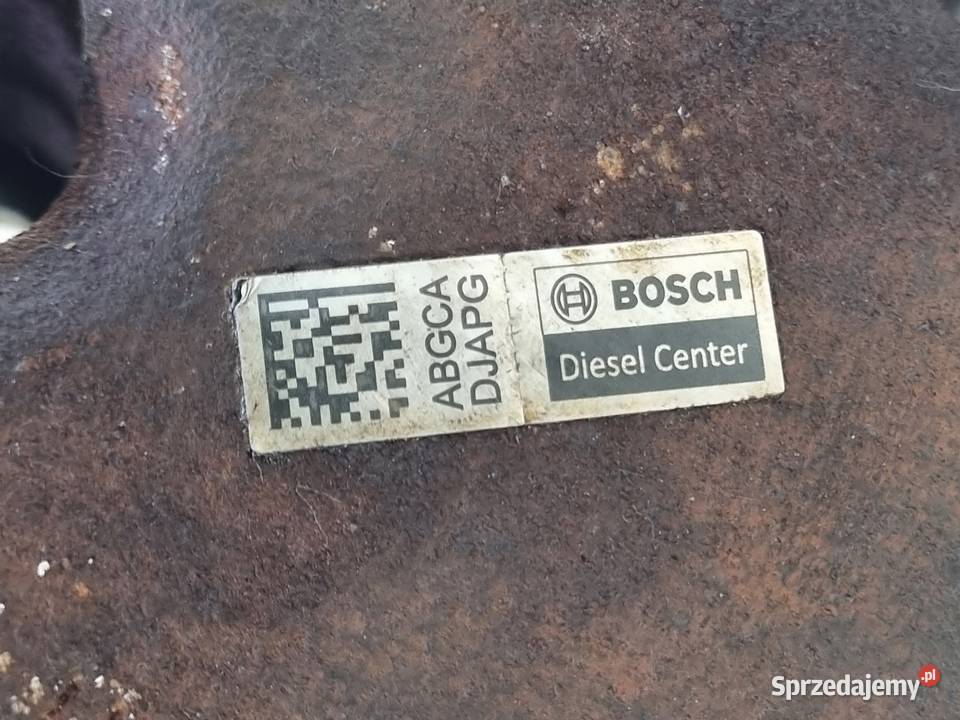 ABGCA
DJAPG
BOSCH
Diesel Center
Sprzedajemy.pl